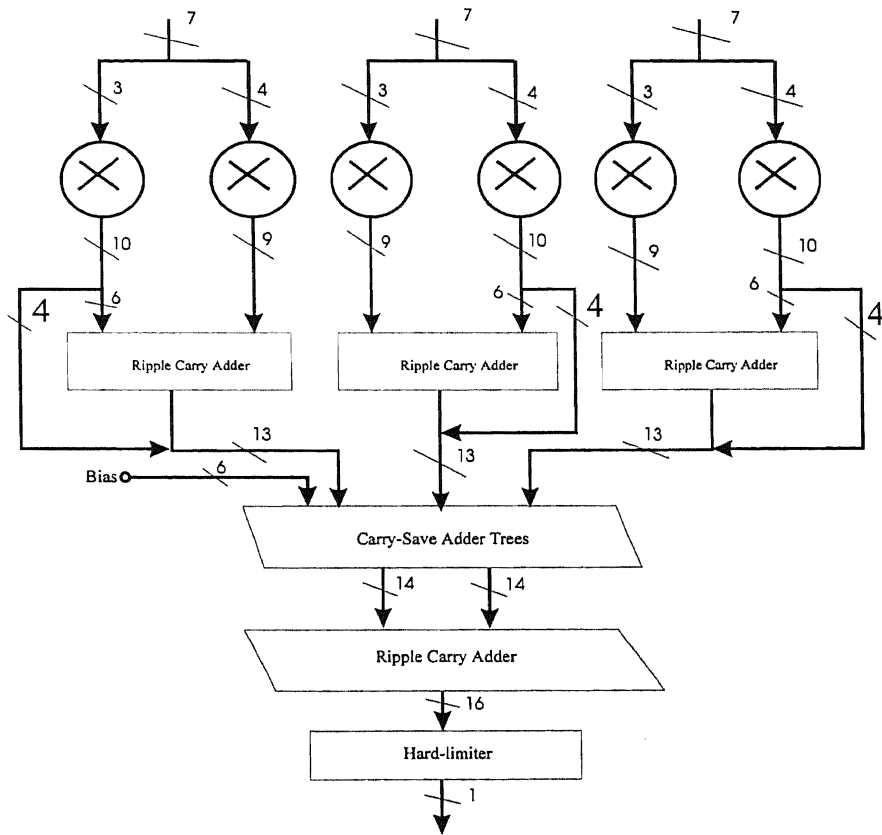 7 7 7
3 4 3 4 3 4
10 9 9 10 9 10
4 6 6 4 6 4
Ripple Carry Adder Ripple Carry Adder Ripple Carry Adder
13 13 13
Bias 6
Carry-Save Adder Trees
14 14
Ripple Carry Adder
16
Hard-limiter
1